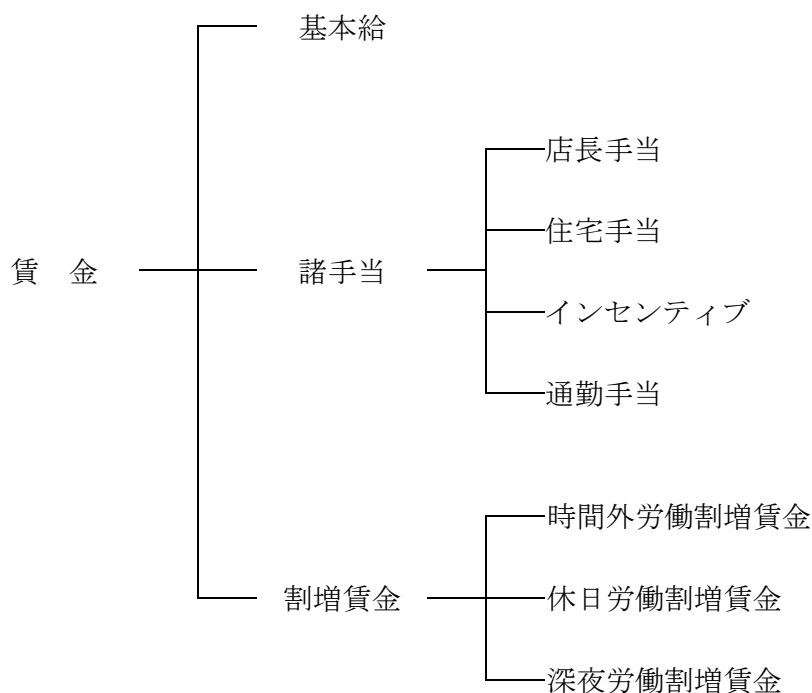 基本給
店長手当
住宅手当
賃　金
諸手当
インセンティブ
通勤手当
時間外労働割増賃金
割増賃金
休日労働割増賃金
深夜労働割増賃金